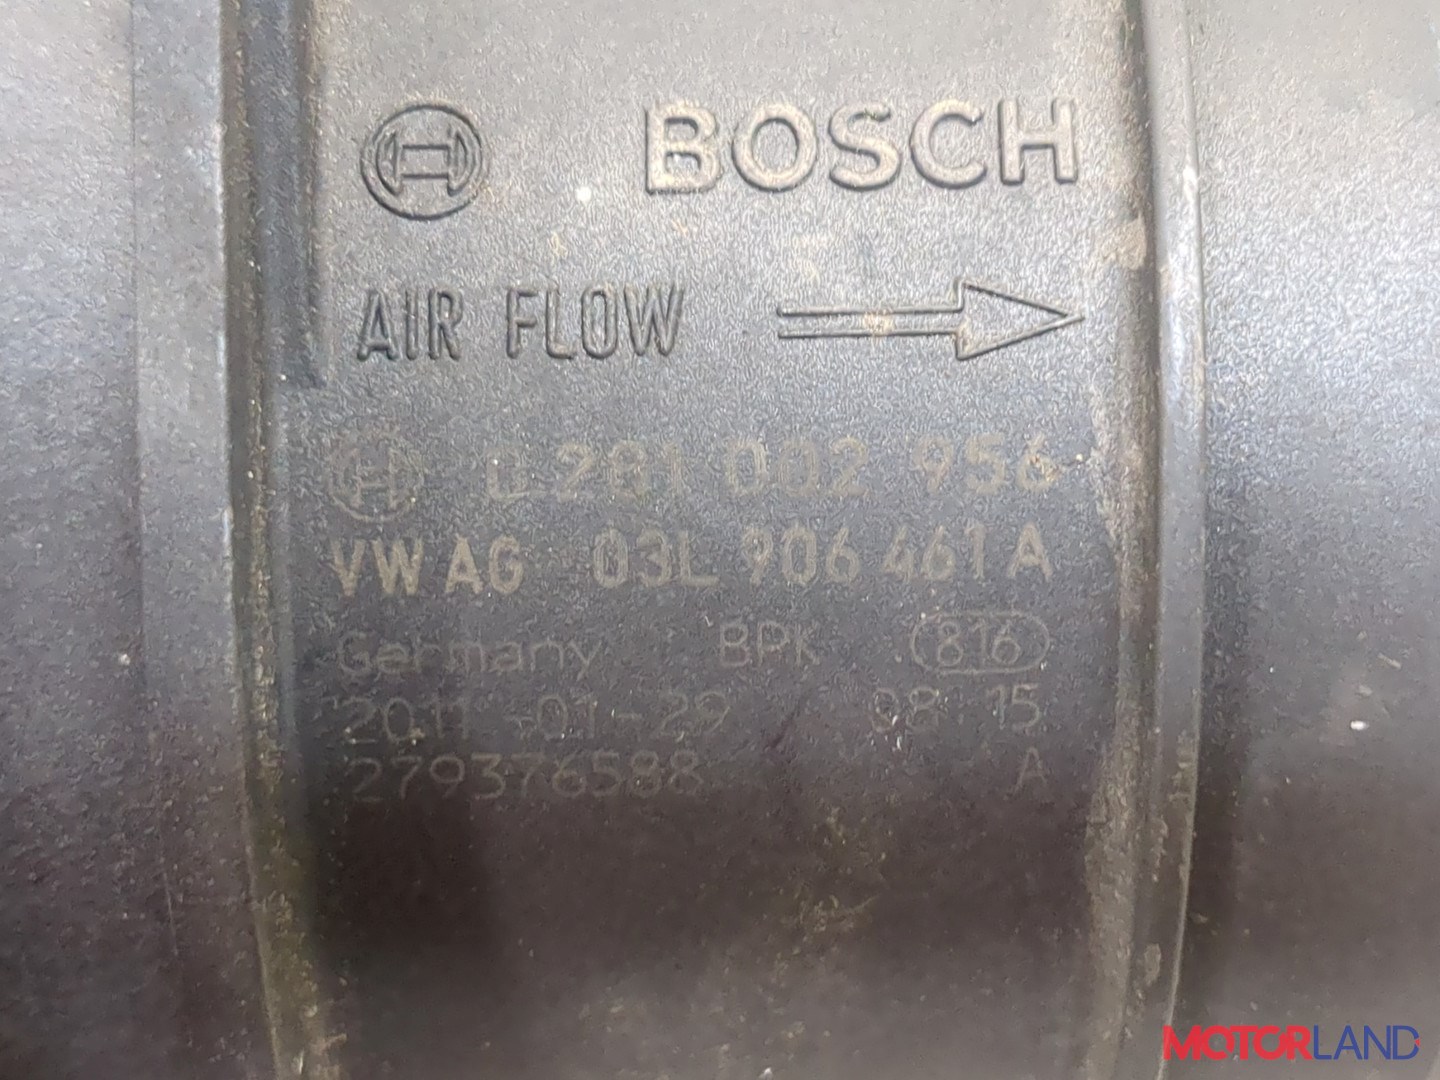 BOSCH
AIR FLOW
0 281 002 956
VW AG 03L 906 461 A
Germany BPK 816
2011-01-29 08 15
279376588 A
MOTORLAND